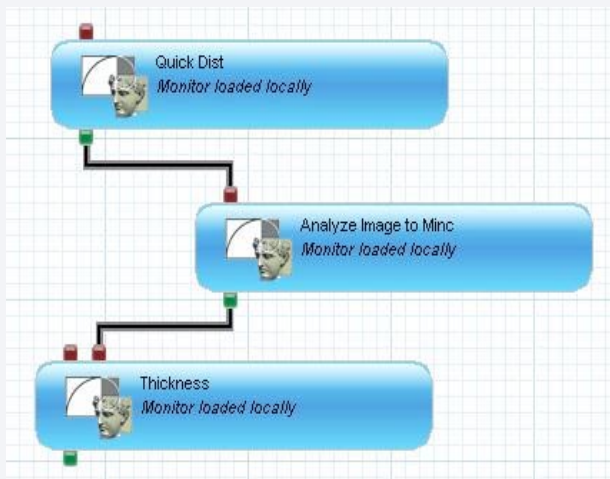 Quick Dist
Monitor loaded locally
Analyze Image to Minc
Monitor loaded locally
Thickness
Monitor loaded locally